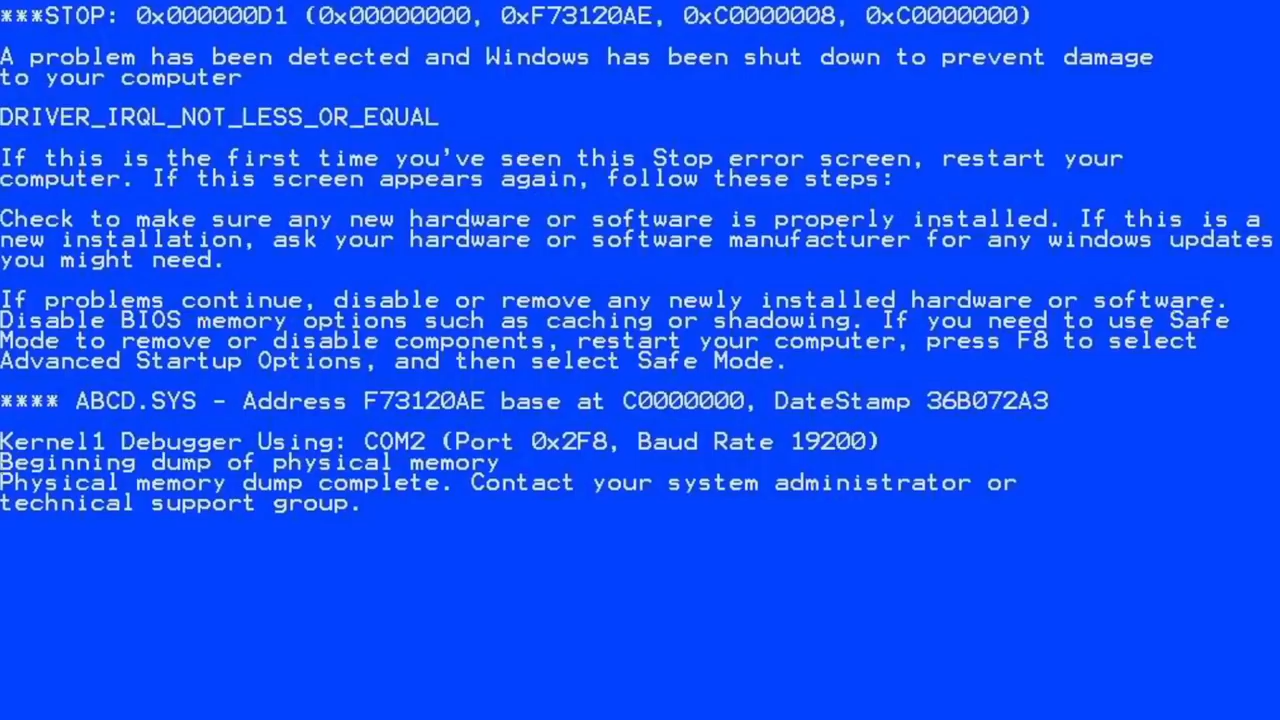 ***STOP: 0x000000D1 (0x00000000, 0xF73120AE, 0xC0000008, 0xC0000000)
A problem has been detected and Windows has been shut down to prevent damage
to your computer
DRIVER_IRQL_NOT_LESS_OR_EQUAL
If this is the first time you've seen this Stop error screen, restart your
computer. If this screen appears again, follow these steps:
Check to make sure any new hardware or software is properly installed. If this is a
new installation, ask your hardware or software manufacturer for any windows updates
you might need.
If problems continue, disable or remove any newly installed hardware or software.
Disable BIOS memory options such as caching or shadowing. If you need to use Safe
Mode to remove or disable components, restart your computer, press F8 to select
Advanced Startup Options, and then select Safe Mode.
**** ABCD.SYS - Address F73120AE base at C0000000, DateStamp 36B072A3
Kernel1 Debugger Using: COM2 (Port 0x2F8, Baud Rate 19200)
Beginning dump of physical memory
Physical memory dump complete. Contact your system administrator or
technical support group.